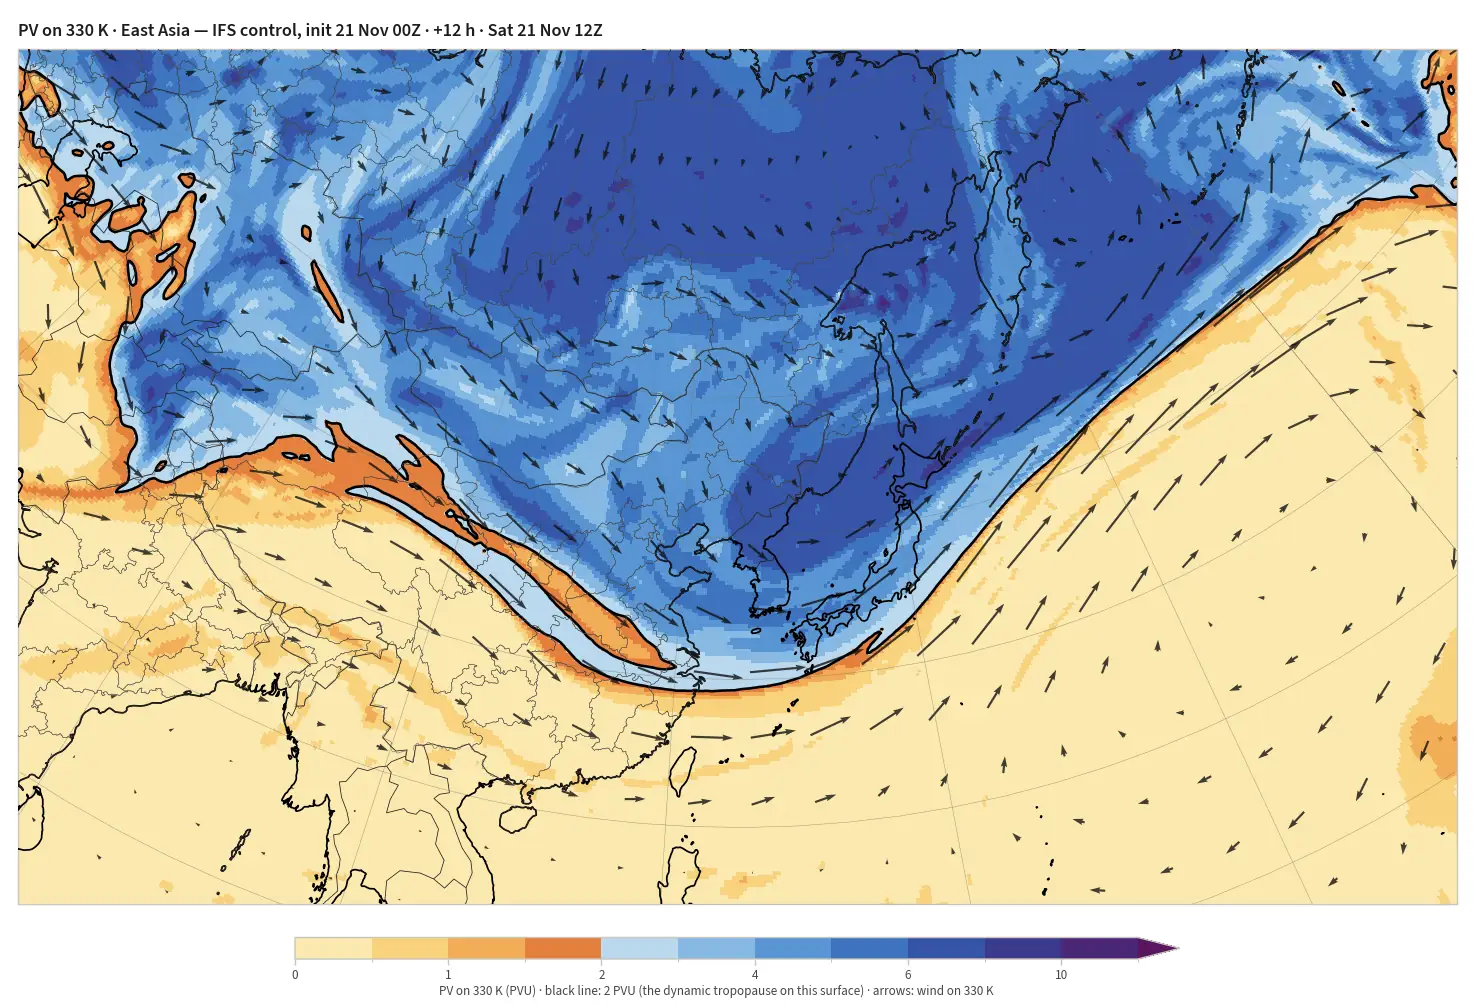 PV on 330 K · East Asia — IFS control, init 21 Nov 00Z · +12 h · Sat 21 Nov 12Z
0 1 2 4 6 10
PV on 330 K (PVU) · black line: 2 PVU (the dynamic tropopause on this surface) · arrows: wind on 330 K